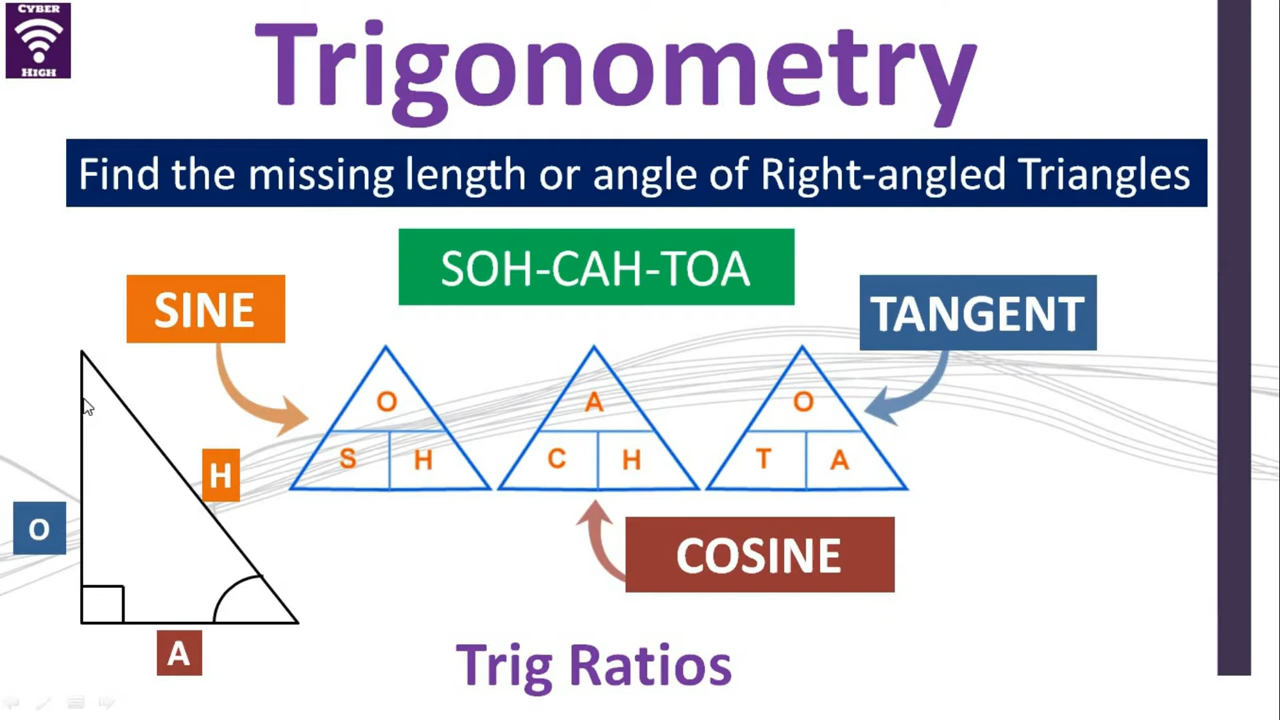 CYBER
HIGH
Trigonometry
Find the missing length or angle of Right-angled Triangles
SOH-CAH-TOA
SINE
TANGENT
O
S H
A
C H
O
T A
H
O
A
COSINE
Trig Ratios